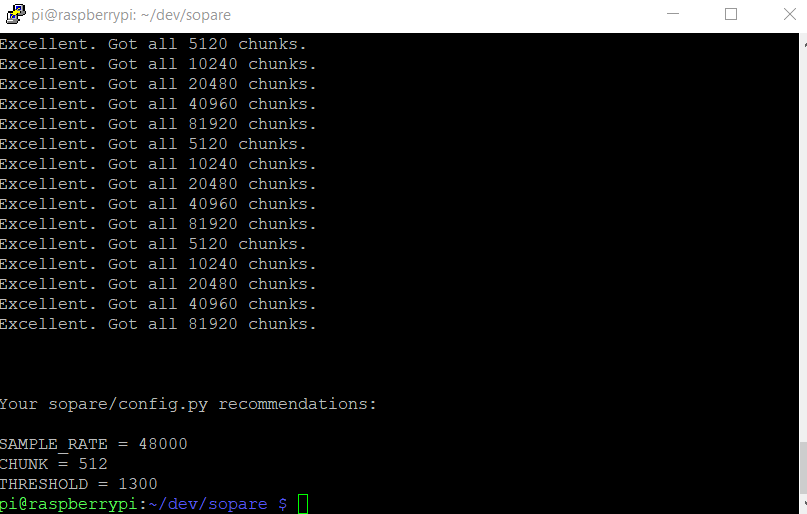 pi@raspberrypi: ~/dev/sopare
Excellent. Got all 5120 chunks.
Excellent. Got all 10240 chunks.
Excellent. Got all 20480 chunks.
Excellent. Got all 40960 chunks.
Excellent. Got all 81920 chunks.
Excellent. Got all 5120 chunks.
Excellent. Got all 10240 chunks.
Excellent. Got all 20480 chunks.
Excellent. Got all 40960 chunks.
Excellent. Got all 81920 chunks.
Excellent. Got all 5120 chunks.
Excellent. Got all 10240 chunks.
Excellent. Got all 20480 chunks.
Excellent. Got all 40960 chunks.
Excellent. Got all 81920 chunks.
Your sopare/config.py recommendations:
SAMPLE_RATE = 48000
CHUNK = 512
THRESHOLD = 1300
pi@raspberrypi:~/dev/sopare $